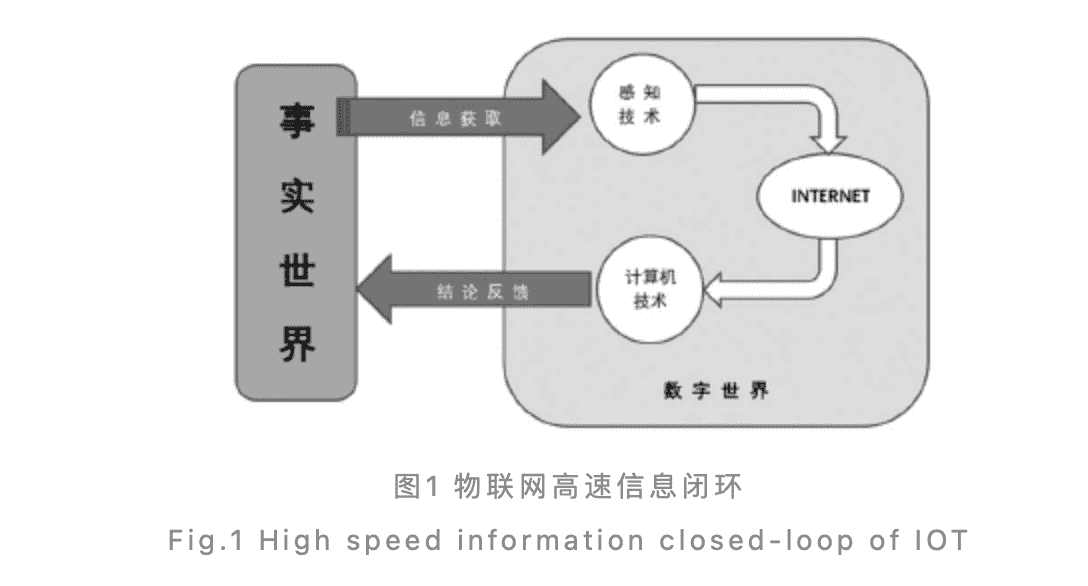 事
实
世
界
信息获取
感知
技术
INTERNET
计算机
技术
结论反馈
数字世界
图1 物联网高速信息闭环
Fig.1 High speed information closed-loop of IOT